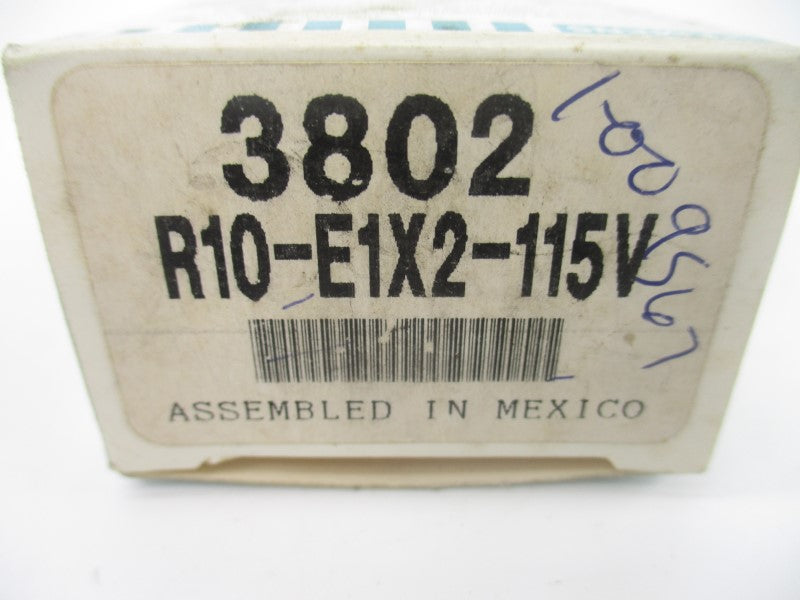 3802
R10-E1X2-115V
ASSEMBLED IN MEXICO